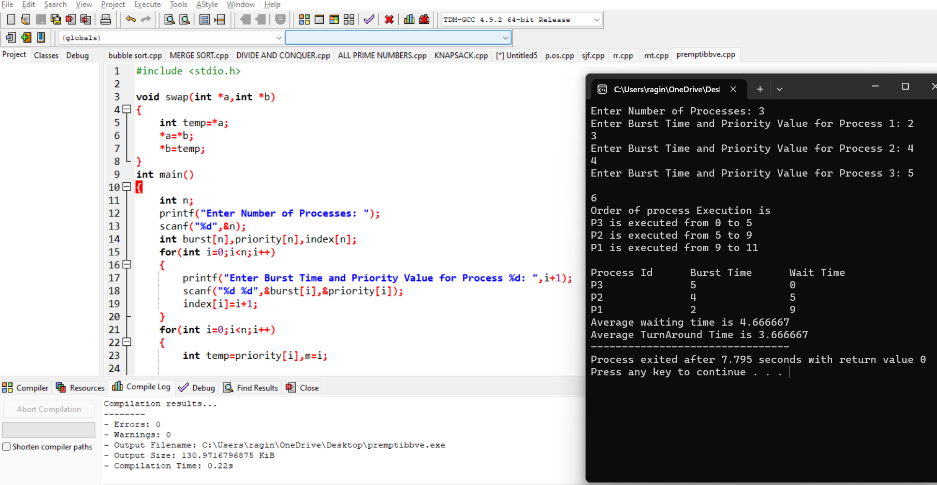 File Edit Search View Project Execute Tools AStyle Window Help
TDM-GCC 4.9.2 64-bit Release
(globals)
Project Classes Debug
bubble sort.cpp MERGE SORT.cpp DIVIDE AND CONQUER.cpp ALL PRIME NUMBERS.cpp KNAPSACK.cpp [*] Untitled5 p.os.cpp sjf.cpp rr.cpp mt.cpp premptibbve.cpp
1 #include <stdio.h>
2
3 void swap(int *a,int *b)
4 {
5 int temp=*a;
6 *a=*b;
7 *b=temp;
8 }
9 int main()
10 {
11 int n;
12 printf("Enter Number of Processes: ");
13 scanf("%d",&n);
14 int burst[n],priority[n],index[n];
15 for(int i=0;i<n;i++)
16 {
17 printf("Enter Burst Time and Priority Value for Process %d: ",i+1);
18 scanf("%d %d",&burst[i],&priority[i]);
19 index[i]=i+1;
20 }
21 for(int i=0;i<n;i++)
22 {
23 int temp=priority[i],m=i;
24
C:\Users\ragin\OneDrive\Des
Enter Number of Processes: 3
Enter Burst Time and Priority Value for Process 1: 2
3
Enter Burst Time and Priority Value for Process 2: 4
4
Enter Burst Time and Priority Value for Process 3: 5
6
Order of process Execution is
P3 is executed from 0 to 5
P2 is executed from 5 to 9
P1 is executed from 9 to 11
Process Id Burst Time Wait Time
P3 5 0
P2 4 5
P1 2 9
Average waiting time is 4.666667
Average TurnAround Time is 3.666667
--------------------------------
Process exited after 7.795 seconds with return value 0
Press any key to continue . . .
Compiler Resources Compile Log Debug Find Results Close
Abort Compilation
Shorten compiler paths
Compilation results...
--------
- Errors: 0
- Warnings: 0
- Output Filename: C:\Users\ragin\OneDrive\Desktop\premptibbve.exe
- Output Size: 130.9716796875 KiB
- Compilation Time: 0.22s